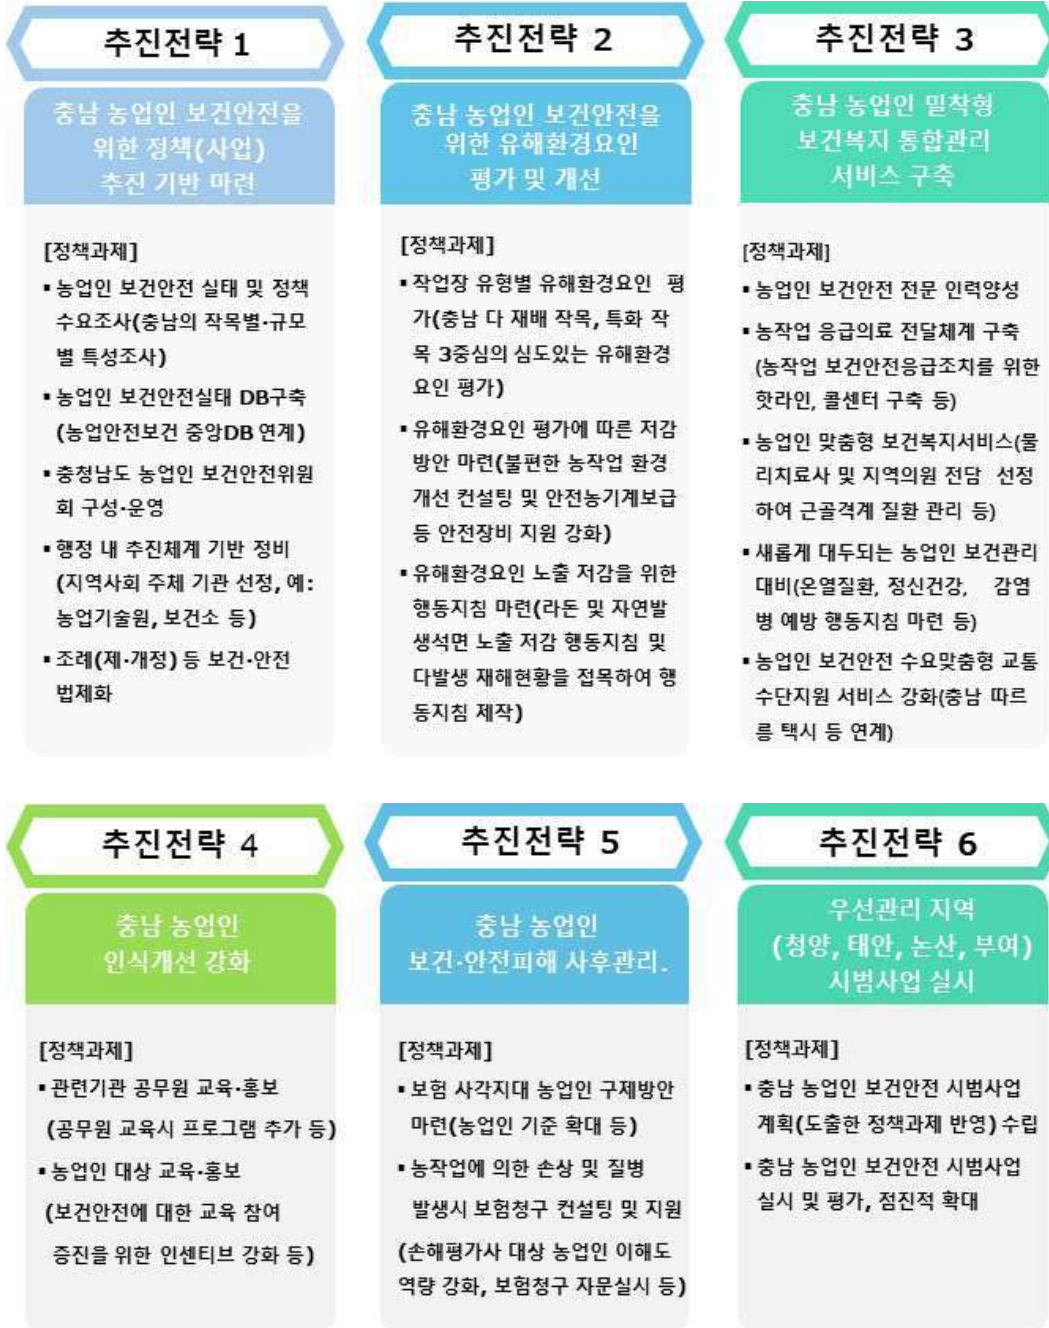 추진전략 1
충남 농업인 보건안전을
위한 정책(사업)
추진 기반 마련
[정책과제]
▪ 농업인 보건안전 실태 및 정책
수요조사(충남의 작목별·규모
별 특성조사)
▪ 농업인 보건안전실태 DB구축
(농업안전보건 중앙DB 연계)
▪ 충청남도 농업인 보건안전위원
회 구성·운영
▪ 행정 내 추진체계 기반 정비
(지역사회 주체 기관 선정, 예:
농업기술원, 보건소 등)
▪ 조례(제·개정) 등 보건·안전
법제화
추진전략 2
충남 농업인 보건안전을
위한 유해환경요인
평가 및 개선
[정책과제]
▪ 작업장 유형별 유해환경요인 평
가(충남 다 재배 작목, 특화 작
목 3중심의 심도있는 유해환경
요인 평가)
▪ 유해환경요인 평가에 따른 저감
방안 마련(불편한 농작업 환경
개선 컨설팅 및 안전농기계보급
등 안전장비 지원 강화)
▪ 유해환경요인 노출 저감을 위한
행동지침 마련(라돈 및 자연발
생석면 노출 저감 행동지침 및
다발생 재해현황을 접목하여 행
동지침 제작)
추진전략 3
충남 농업인 밀착형
보건복지 통합관리
서비스 구축
[정책과제]
▪ 농업인 보건안전 전문 인력양성
▪ 농작업 응급의료 전달체계 구축
(농작업 보건안전응급조치를 위한
핫라인, 콜센터 구축 등)
▪ 농업인 맞춤형 보건복지서비스(물
리치료사 및 지역의원 전담 선정
하여 근골격계 질환 관리 등)
▪ 새롭게 대두되는 농업인 보건관리
대비(온열질환, 정신건강, 감염
병 예방 행동지침 마련 등)
▪ 농업인 보건안전 수요맞춤형 교통
수단지원 서비스 강화(충남 따르
릉 택시 등 연계)
추진전략 4
충남 농업인
인식개선 강화
[정책과제]
▪ 관련기관 공무원 교육·홍보
(공무원 교육시 프로그램 추가 등)
▪ 농업인 대상 교육·홍보
(보건안전에 대한 교육 참여
증진을 위한 인센티브 강화 등)
추진전략 5
충남 농업인
보건·안전피해 사후관리.
[정책과제]
▪ 보험 사각지대 농업인 구제방안
마련(농업인 기준 확대 등)
▪ 농작업에 의한 손상 및 질병
발생시 보험청구 컨설팅 및 지원
(손해평가사 대상 농업인 이해도
역량 강화, 보험청구 자문실시 등)
추진전략 6
우선관리 지역
(청양, 태안, 논산, 부여)
시범사업 실시
[정책과제]
▪ 충남 농업인 보건안전 시범사업
계획(도출한 정책과제 반영) 수립
▪ 충남 농업인 보건안전 시범사업
실시 및 평가, 점진적 확대